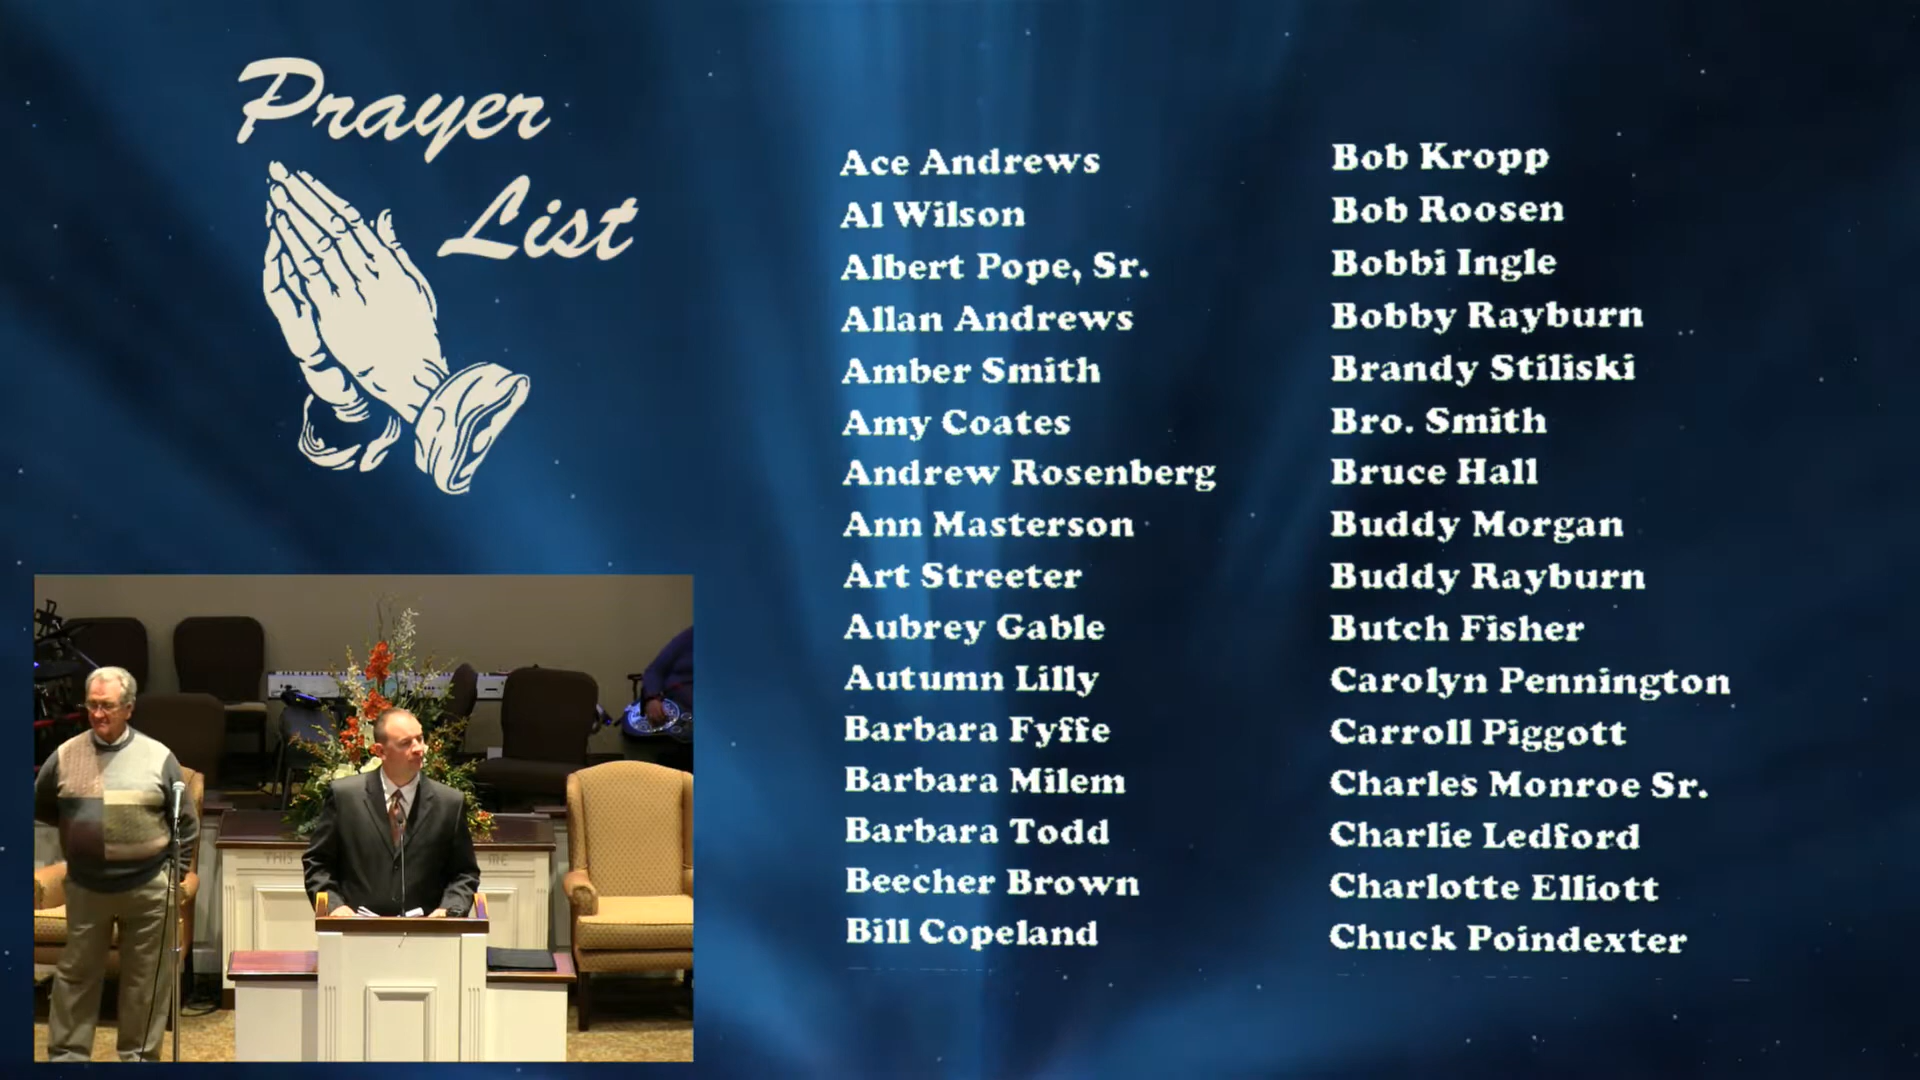 Prayer
List
Ace Andrews
Al Wilson
Albert Pope, Sr.
Allan Andrews
Amber Smith
Amy Coates
Andrew Rosenberg
Ann Masterson
Art Streeter
Aubrey Gable
Autumn Lilly
Barbara Fyffe
Barbara Milem
Barbara Todd
Beecher Brown
Bill Copeland
Bob Kropp
Bob Roosen
Bobbi Ingle
Bobby Rayburn
Brandy Stiliski
Bro. Smith
Bruce Hall
Buddy Morgan
Buddy Rayburn
Butch Fisher
Carolyn Pennington
Carroll Piggott
Charles Monroe Sr.
Charlie Ledford
Charlotte Elliott
Chuck Poindexter
THIS ME